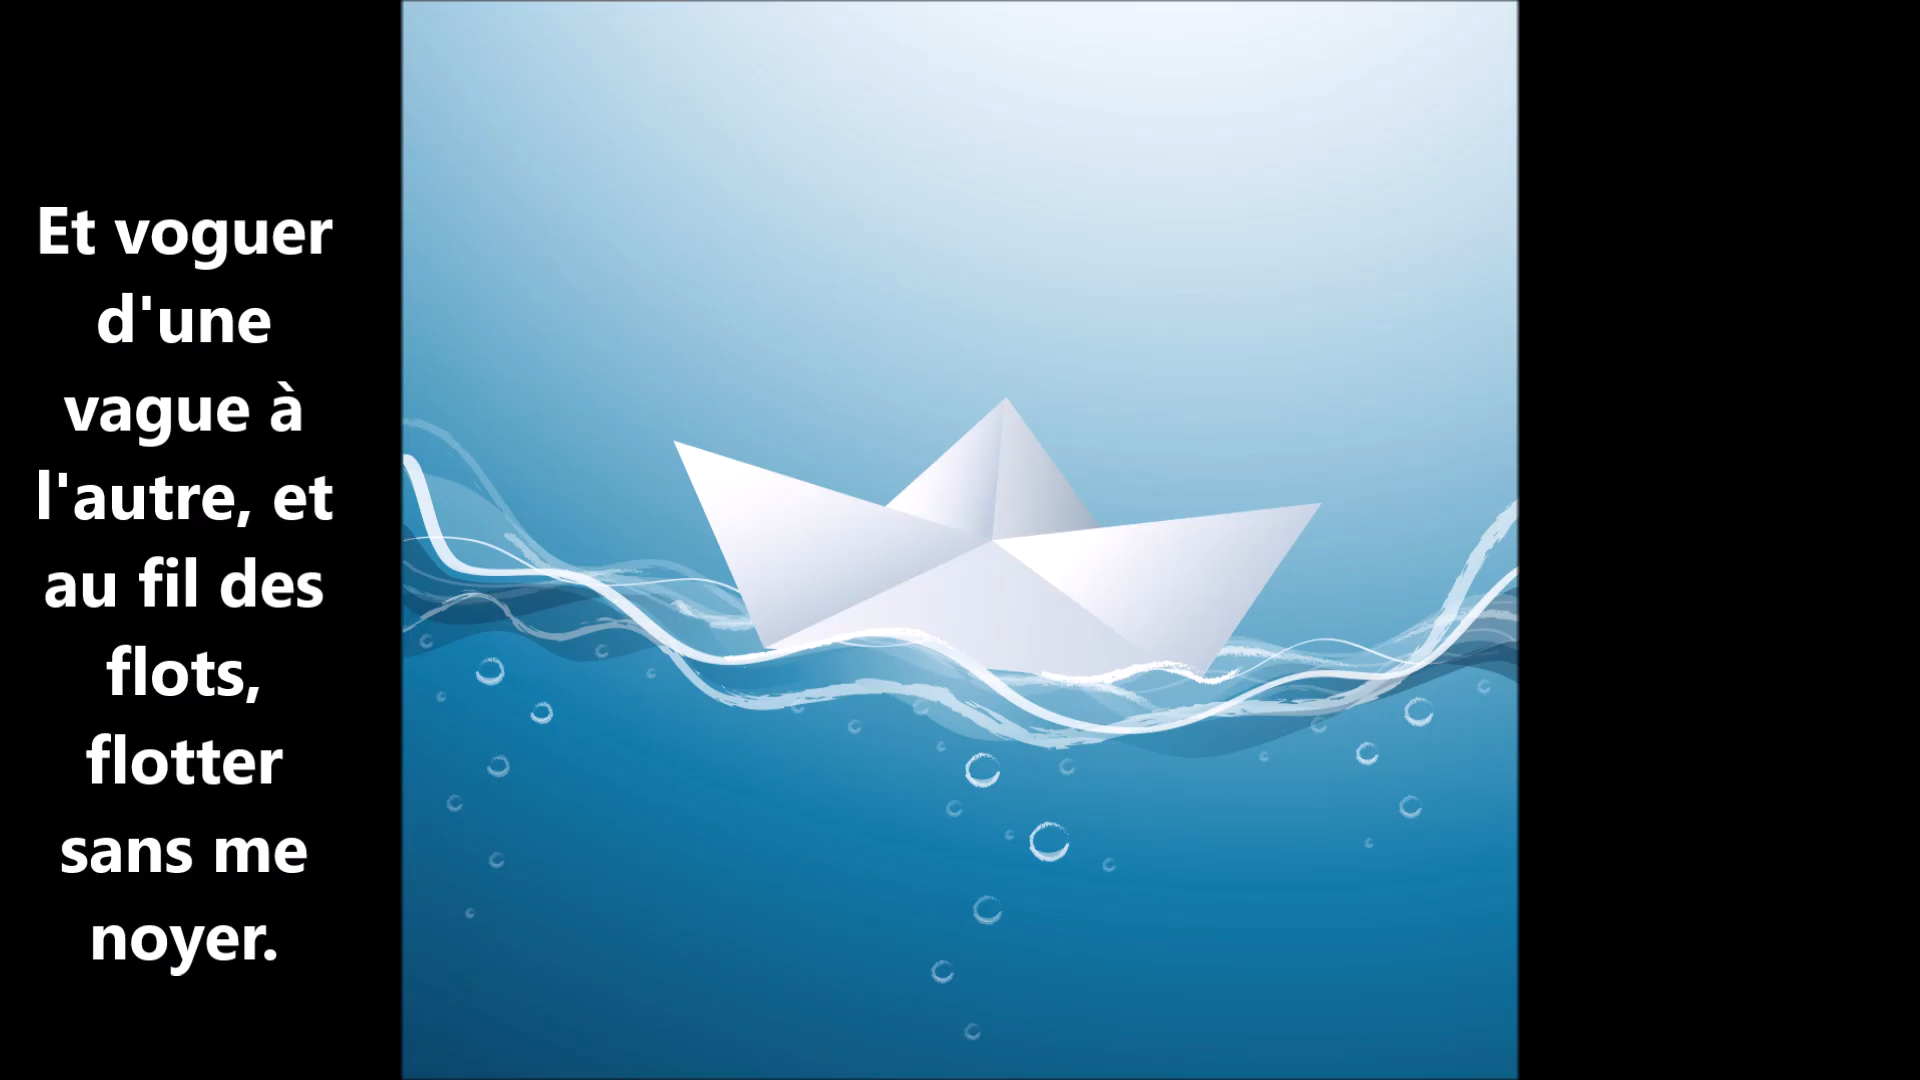 Et voguer
d'une
vague à
l'autre, et
au fil des
flots,
flotter
sans me
noyer.